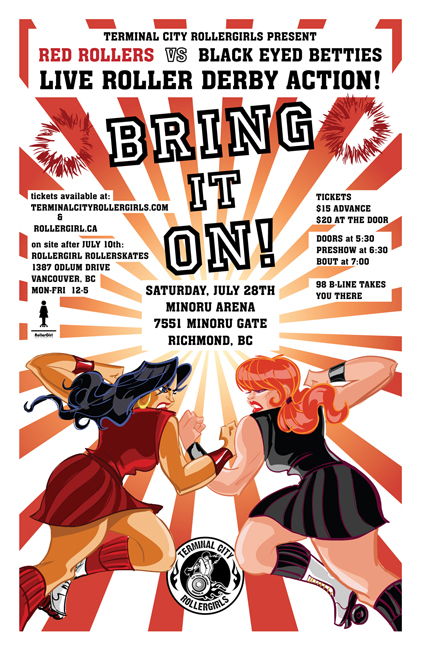 TERMINAL CITY ROLLERGIRLS PRESENT
RED ROLLERS VS BLACK EYED BETTIES
LIVE ROLLER DERBY ACTION!
BRING
IT
ON!
tickets available at:
TERMINALCITYROLLERGIRLS.COM
&
ROLLERGIRL.CA
on site after JULY 10th:
ROLLERGIRL ROLLERSKATES
1387 ODLUM DRIVE
VANCOUVER, BC
MON-FRI 12-5
RollerGirl
TICKETS
$15 ADVANCE
$20 AT THE DOOR
DOORS at 5:30
PRESHOW at 6:30
BOUT at 7:00
98 B-LINE TAKES
YOU THERE
SATURDAY, JULY 28TH
MINORU ARENA
7551 MINORU GATE
RICHMOND, BC
TERMINAL CITY
ROLLERGIRLS